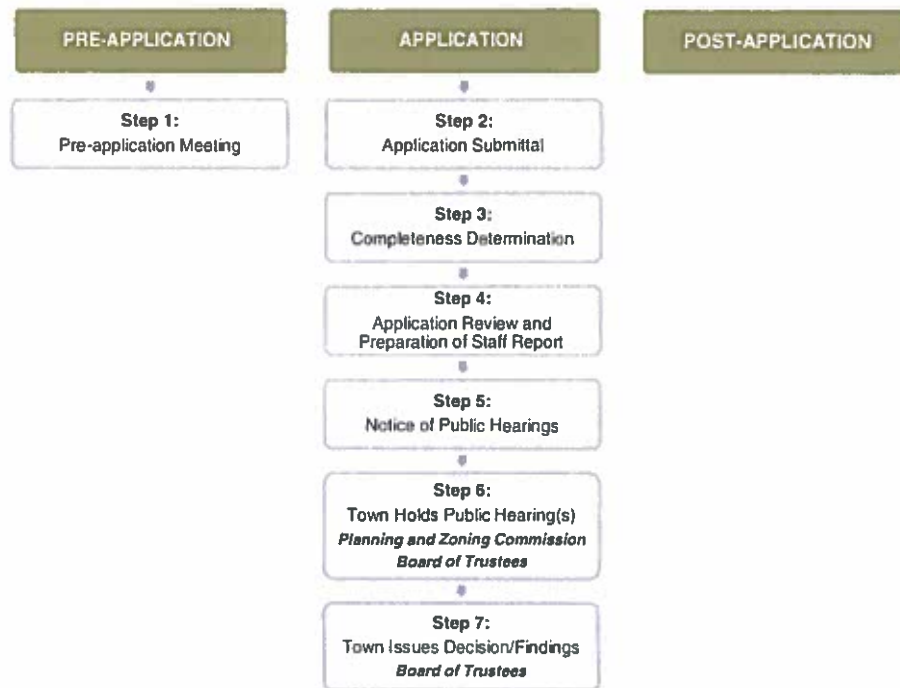 PRE-APPLICATION
Step 1:
Pre-application Meeting
APPLICATION
Step 2:
Application Submittal
Step 3:
Completeness Determination
Step 4:
Application Review and
Preparation of Staff Report
Step 5:
Notice of Public Hearings
Step 6:
Town Holds Public Hearing(s)
Planning and Zoning Commission
Board of Trustees
Step 7:
Town Issues Decision/Findings
Board of Trustees
POST-APPLICATION